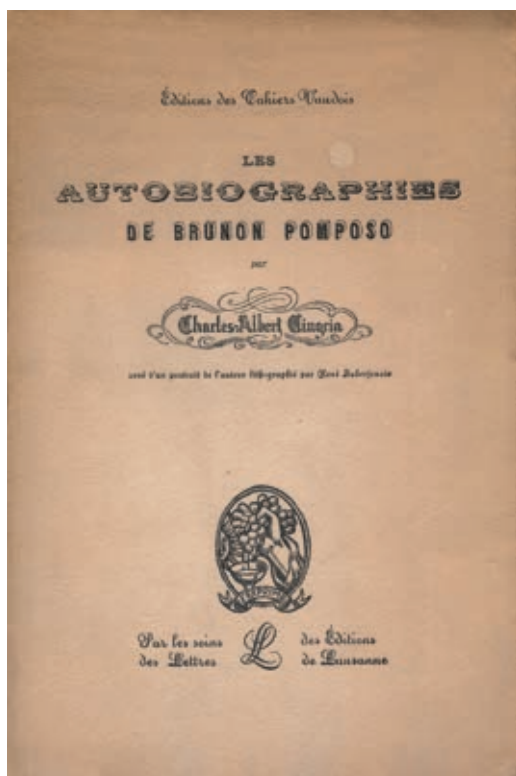 Éditions des Cahiers Vaudois
LES
AUTOBIOGRAPHIES
DE BRUNON POMPOSO
par
Charles-Albert Cingria
orné d'un portrait de l'auteur lithographié par René Auberjonois
Par les soins des Éditions
des Lettres L de Lausanne